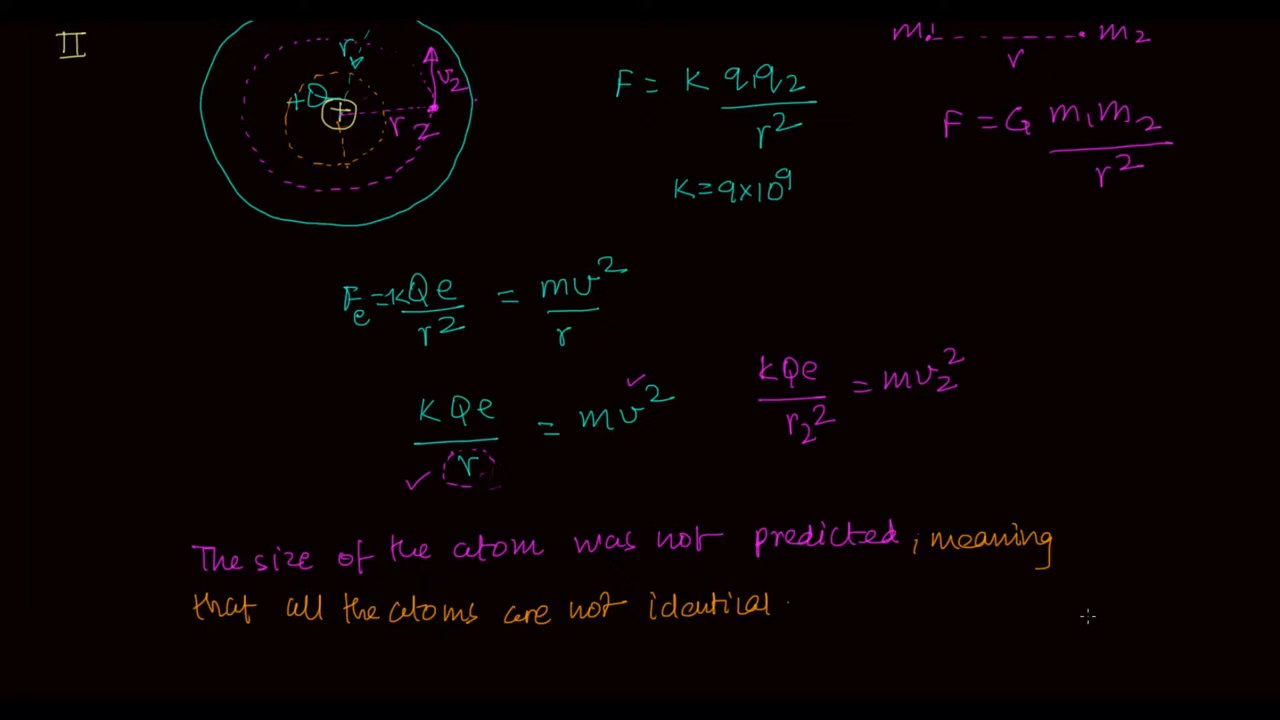 II
r
+Q
+
v₂
r₂
F = K q₁q₂ / r²
K = 9×10⁹
m₁ m₂
r
F = G m₁m₂ / r²
Fe = KQe / r² = mv² / r
KQe / r = mv²
KQe / r₂² = mv₂²
The size of the atom was not predicted, meaning
that all the atoms are not identical.